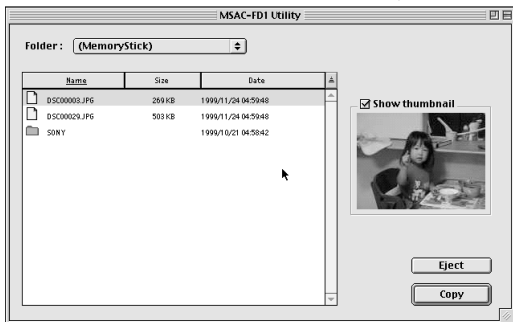 MSAC-FD1 Utility
Folder : (MemoryStick)
Name Size Date
DSC00003.JPG 269 KB 1999/11/24 04:59:48
DSC00029.JPG 503 KB 1999/11/24 04:59:48
SONY 1999/10/21 04:58:42
Show thumbnail
Eject
Copy